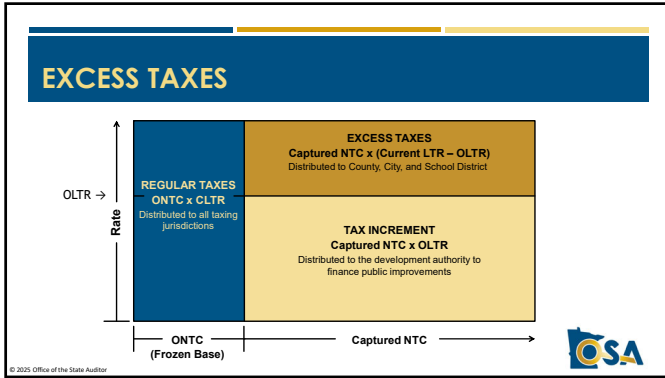 EXCESS TAXES
EXCESS TAXES
Captured NTC x (Current LTR – OLTR)
Distributed to County, City, and School District
REGULAR TAXES
ONTC x CLTR
Distributed to all taxing
jurisdictions
OLTR →
Rate
TAX INCREMENT
Captured NTC x OLTR
Distributed to the development authority to
finance public improvements
ONTC
(Frozen Base)
Captured NTC
OSA
© 2025 Office of the State Auditor